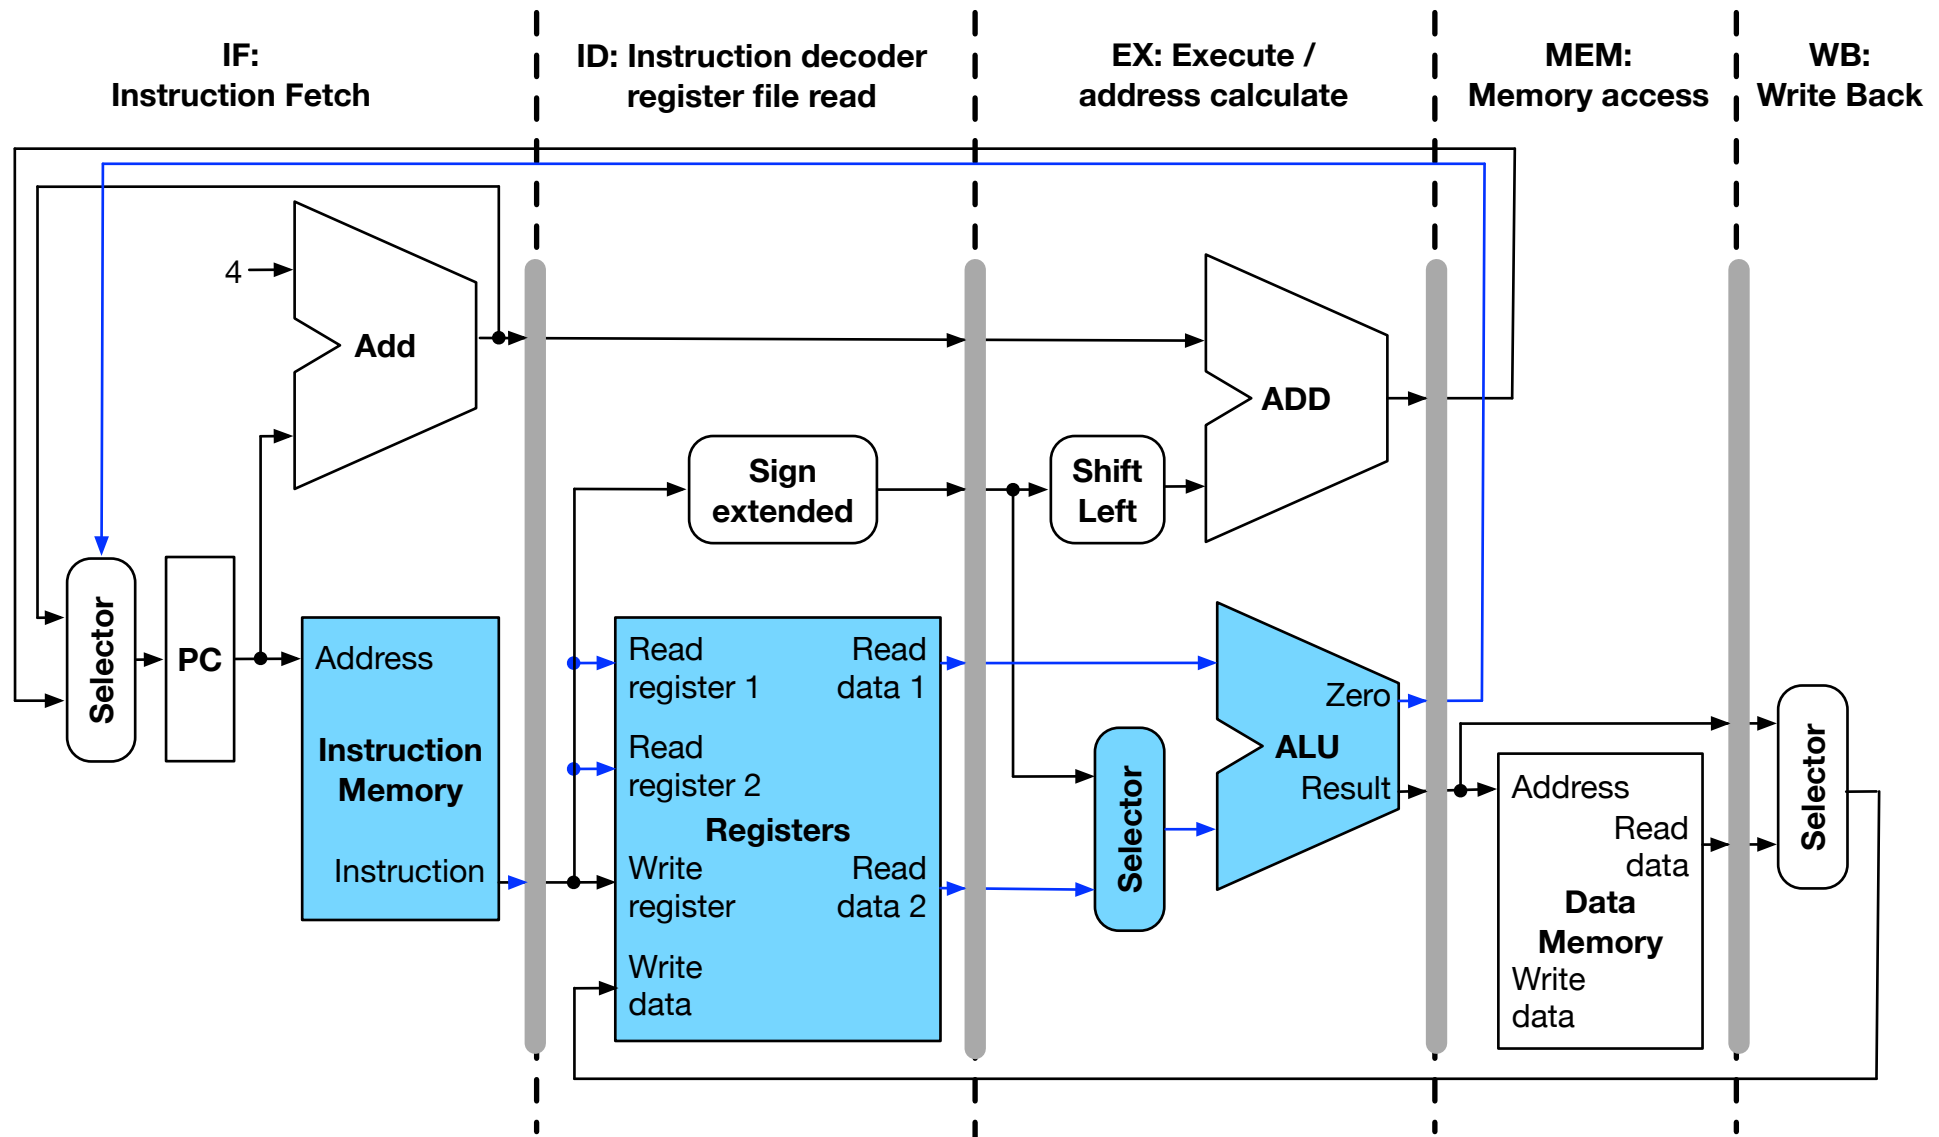 IF:
Instruction Fetch
ID: Instruction decoder
register file read
EX: Execute /
address calculate
MEM:
Memory access
WB:
Write Back
4
Add
ADD
Sign
extended
Shift
Left
Selector
PC
Address
Instruction
Memory
Instruction
Read
register 1
Read
data 1
Read
register 2
Registers
Write
register
Read
data 2
Write
data
Selector
Zero
ALU
Result
Address
Read
data
Data
Memory
Write
data
Selector